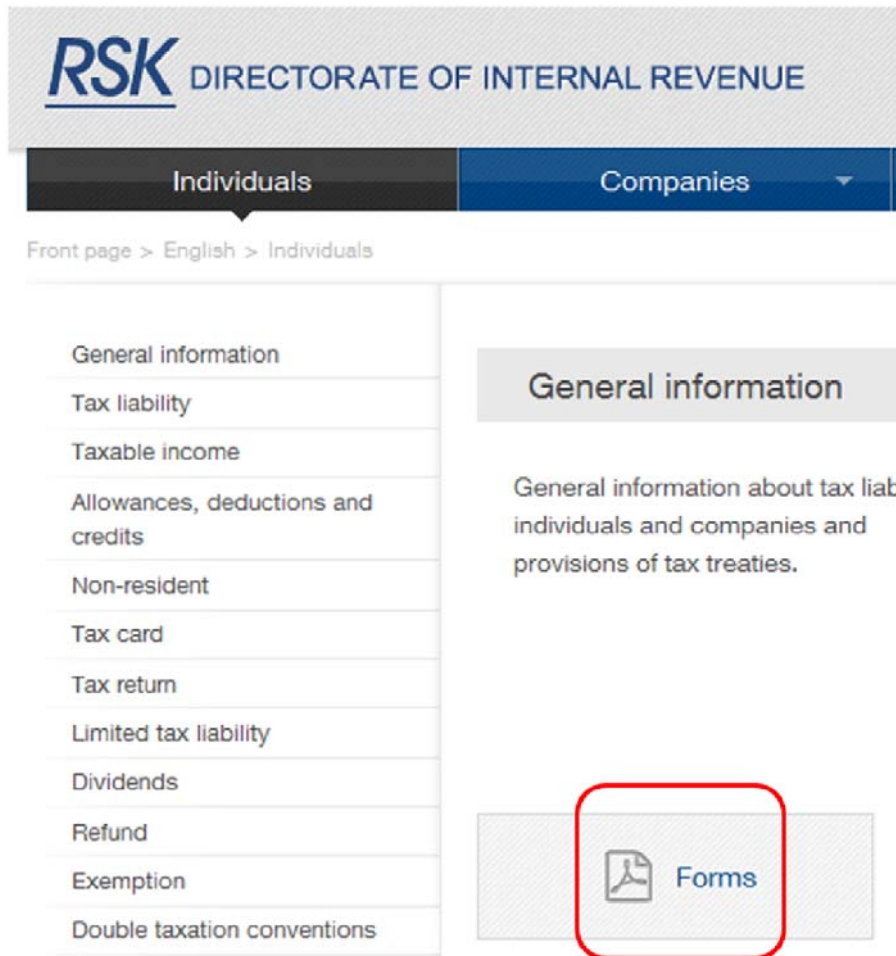 RSK DIRECTORATE OF INTERNAL REVENUE
Individuals
Companies
Front page > English > Individuals
General information
Tax liability
Taxable income
Allowances, deductions and
credits
Non-resident
Tax card
Tax return
Limited tax liability
Dividends
Refund
Exemption
Double taxation conventions
General information
General information about tax liab
individuals and companies and
provisions of tax treaties.
Forms